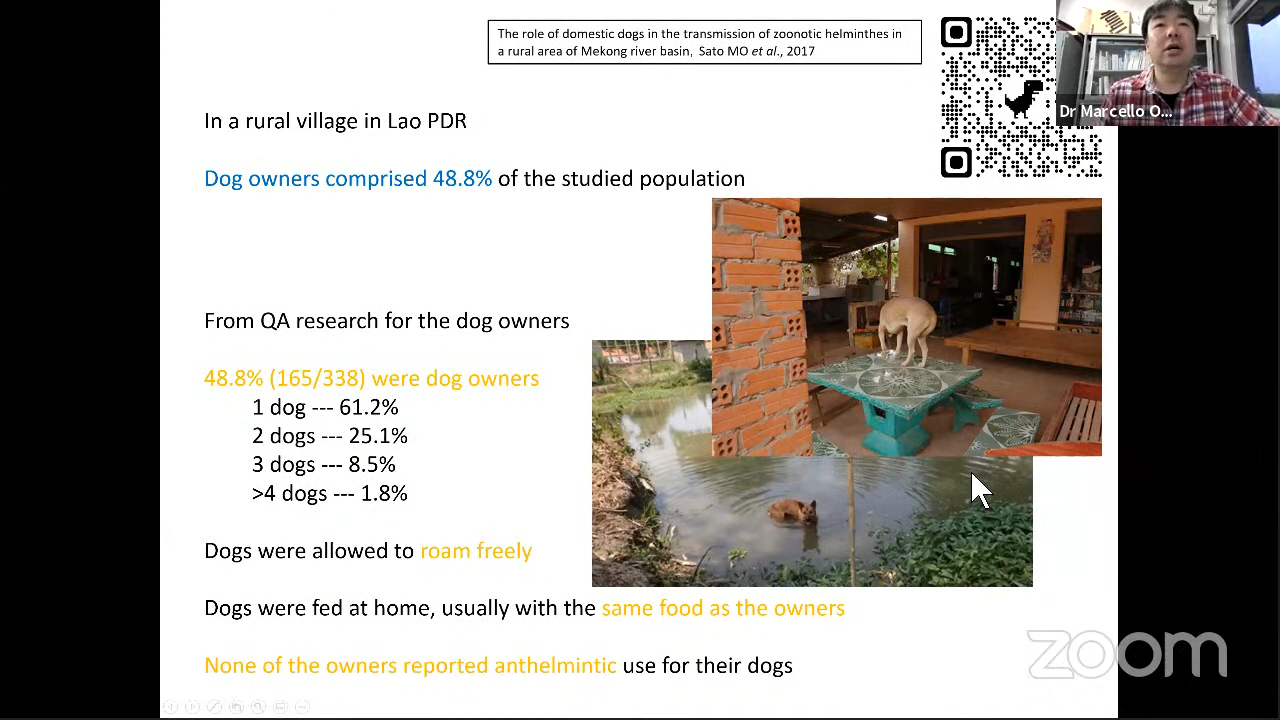 The role of domestic dogs in the transmission of zoonotic helminthes in
a rural area of Mekong river basin, Sato MO et al., 2017
Dr Marcello O...
In a rural village in Lao PDR
Dog owners comprised 48.8% of the studied population
From QA research for the dog owners
48.8% (165/338) were dog owners
1 dog --- 61.2%
2 dogs --- 25.1%
3 dogs --- 8.5%
>4 dogs --- 1.8%
Dogs were allowed to roam freely
Dogs were fed at home, usually with the same food as the owners
None of the owners reported anthelmintic use for their dogs
zoom